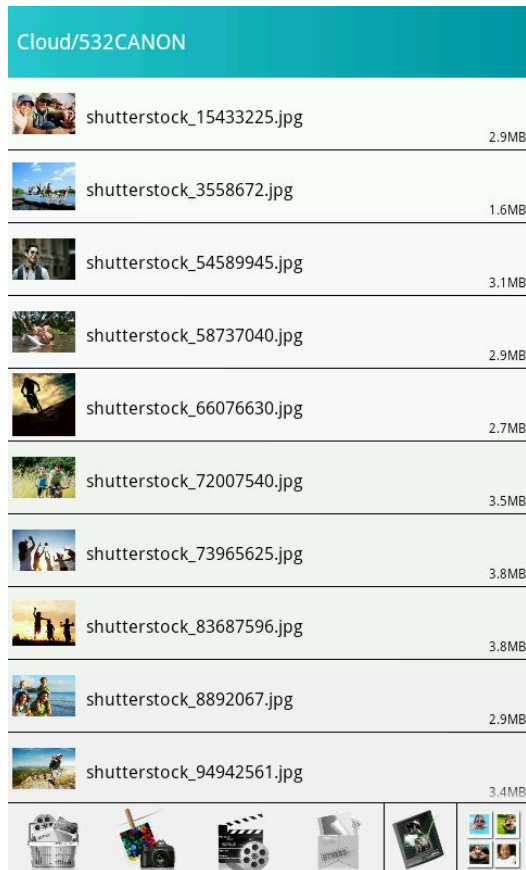 Cloud/532CANON
shutterstock_15433225.jpg
2.9MB
shutterstock_3558672.jpg
1.6MB
shutterstock_54589945.jpg
3.1MB
shutterstock_58737040.jpg
2.9MB
shutterstock_66076630.jpg
2.7MB
shutterstock_72007540.jpg
3.5MB
shutterstock_73965625.jpg
3.8MB
shutterstock_83687596.jpg
3.8MB
shutterstock_8892067.jpg
2.9MB
shutterstock_94942561.jpg
3.4MB
OTHERS